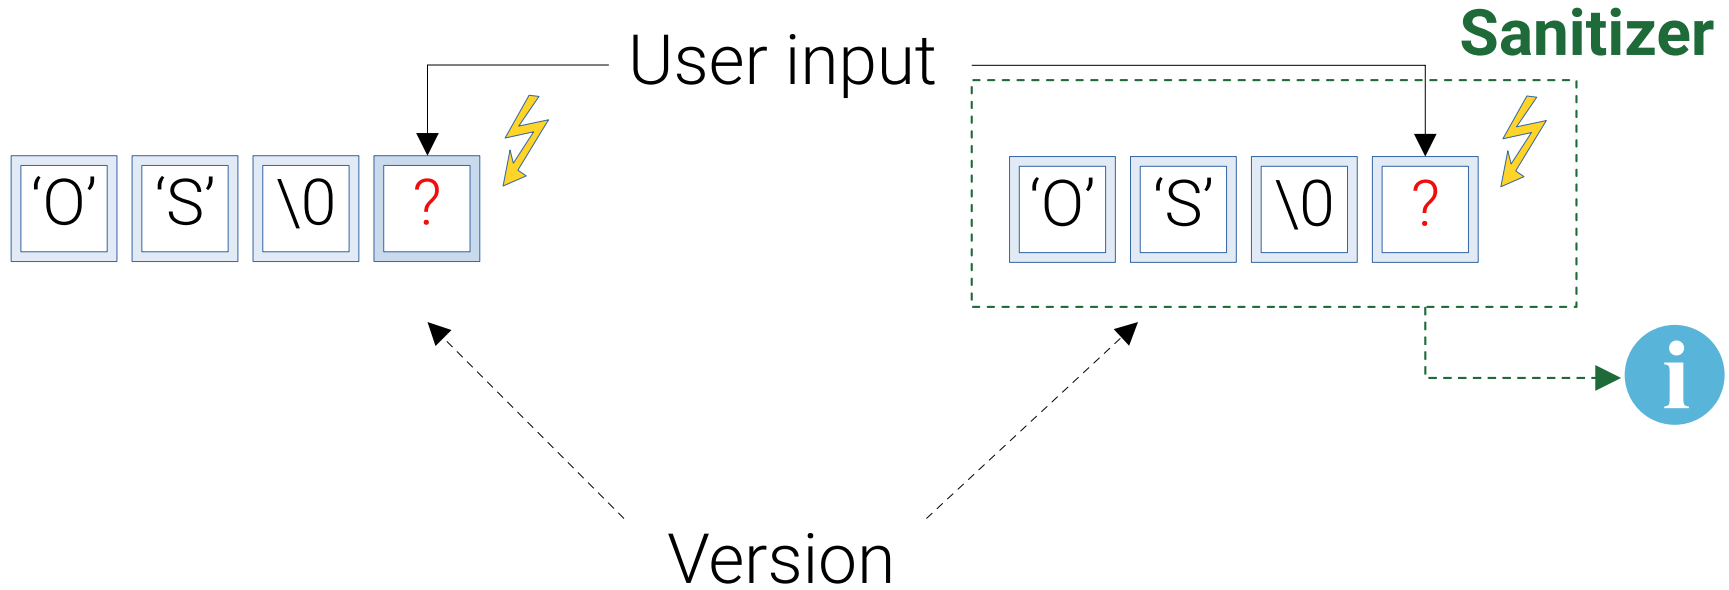 Sanitizer
User input
‘O’ ‘S’ \0 ?
‘O’ ‘S’ \0 ?
i
Version